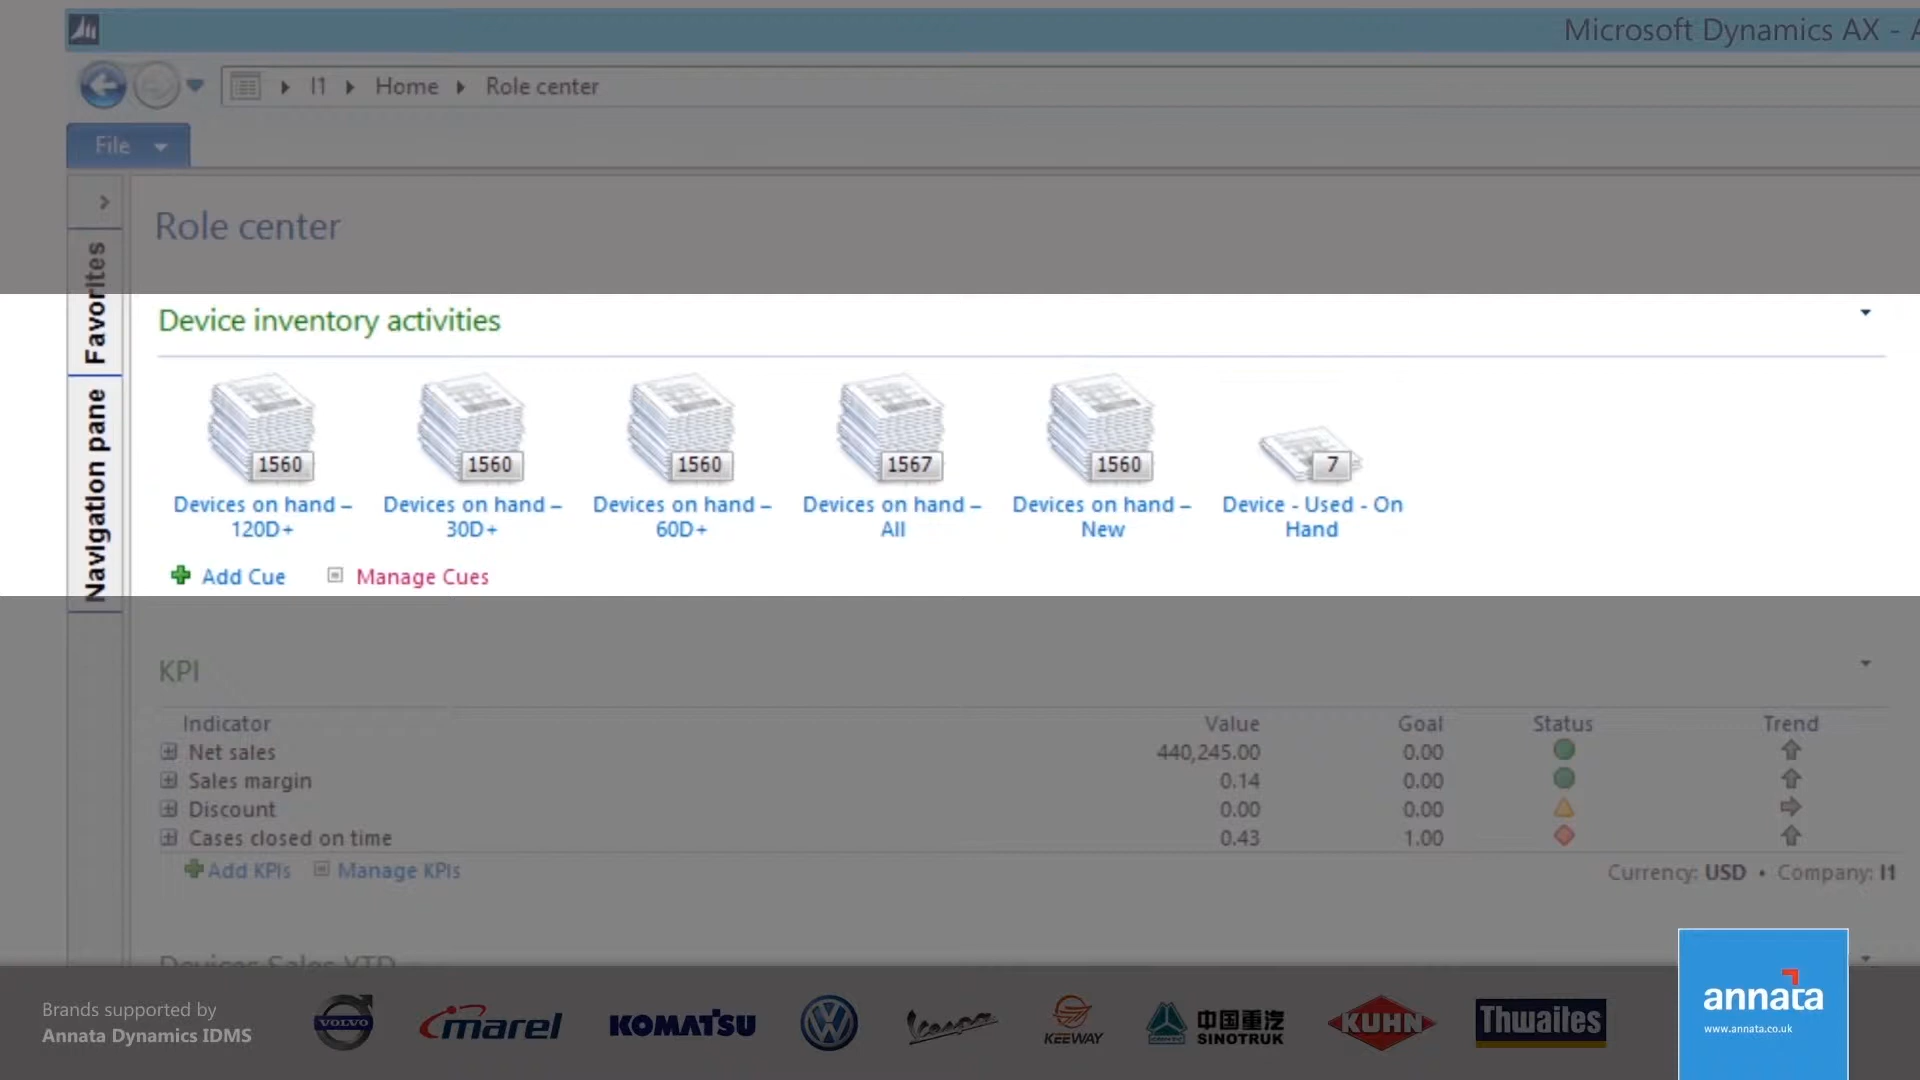 Microsoft Dynamics AX -
I1 Home Role center
File
Role center
Favorites
Navigation pane
Device inventory activities
1560 1560 1560 1567 1560 7
Devices on hand – Devices on hand – Devices on hand – Devices on hand – Devices on hand – Device - Used - On
120D+ 30D+ 60D+ All New Hand
Add Cue Manage Cues
KPI
Indicator Value Goal Status Trend
Net sales 440,245.00 0.00
Sales margin 0.14 0.00
Discount 0.00 0.00
Cases closed on time 0.43 1.00
Add KPIs Manage KPIs
Currency: USD • Company: I1
Devices Sales YTD
Brands supported by
Annata Dynamics IDMS
VOLVO
marel
KOMATSU
Vespa
KEEWAY
中国重汽
SINOTRUK
KUHN
Thwaites
annata
www.annata.co.uk